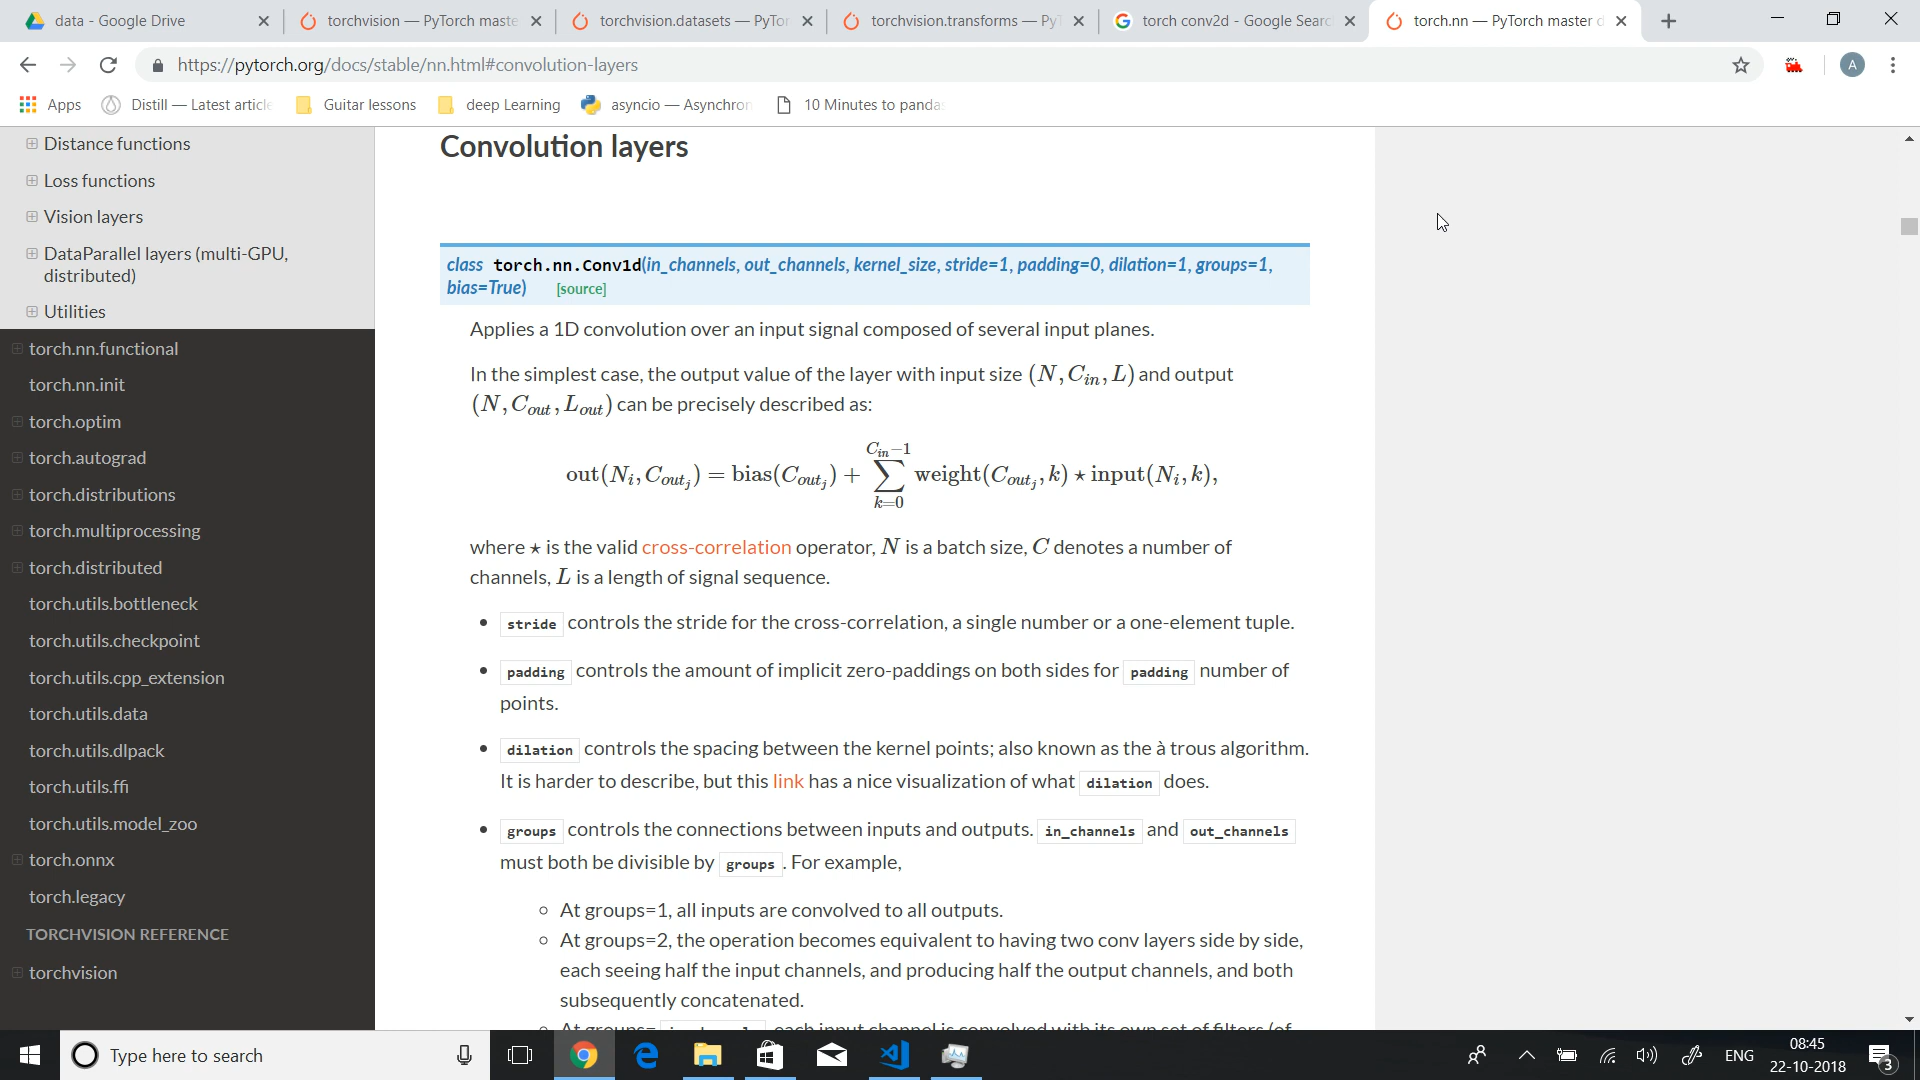 data - Google Drive
torchvision — PyTorch maste
torchvision.datasets — PyTor
torchvision.transforms — PyT
torch conv2d - Google Searc
torch.nn — PyTorch master d
https://pytorch.org/docs/stable/nn.html#convolution-layers
A
Apps
Distill — Latest article
Guitar lessons
deep Learning
asyncio — Asynchron
10 Minutes to panda
Distance functions
Loss functions
Vision layers
DataParallel layers (multi-GPU,
distributed)
Utilities
torch.nn.functional
torch.nn.init
torch.optim
torch.autograd
torch.distributions
torch.multiprocessing
torch.distributed
torch.utils.bottleneck
torch.utils.checkpoint
torch.utils.cpp_extension
torch.utils.data
torch.utils.dlpack
torch.utils.ffi
torch.utils.model_zoo
torch.onnx
torch.legacy
TORCHVISION REFERENCE
torchvision
Convolution layers
class torch.nn.Conv1d(in_channels, out_channels, kernel_size, stride=1, padding=0, dilation=1, groups=1,
bias=True) [source]
Applies a 1D convolution over an input signal composed of several input planes.
In the simplest case, the output value of the layer with input size (N, C_in, L) and output
(N, C_out, L_out) can be precisely described as:
out(N_i, C_out_j) = bias(C_out_j) + ∑_{k=0}^{C_in−1} weight(C_out_j, k) ⋆ input(N_i, k),
where ⋆ is the valid cross-correlation operator, N is a batch size, C denotes a number of
channels, L is a length of signal sequence.
• stride controls the stride for the cross-correlation, a single number or a one-element tuple.
• padding controls the amount of implicit zero-paddings on both sides for padding number of
points.
• dilation controls the spacing between the kernel points; also known as the à trous algorithm.
It is harder to describe, but this link has a nice visualization of what dilation does.
• groups controls the connections between inputs and outputs. in_channels and out_channels
must both be divisible by groups . For example,
◦ At groups=1, all inputs are convolved to all outputs.
◦ At groups=2, the operation becomes equivalent to having two conv layers side by side,
each seeing half the input channels, and producing half the output channels, and both
subsequently concatenated.
◦ At groups= each input channel is convolved with its own set of filters (of
Type here to search
ENG
08:45
22-10-2018
3